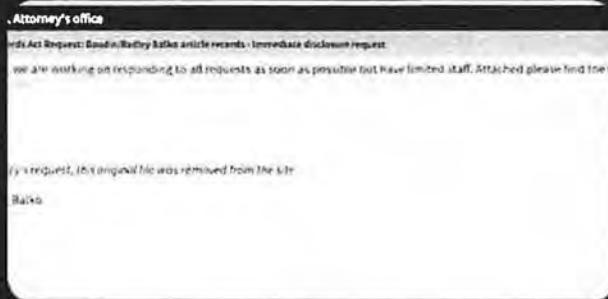 , Attorney's office
rds Act Request: Boudin/Radley Balko article records - Immediate disclosure request
we are working on responding to all requests as soon as possible but have limited staff. Attached please find the
y's request, this original file was removed from the site
Balko